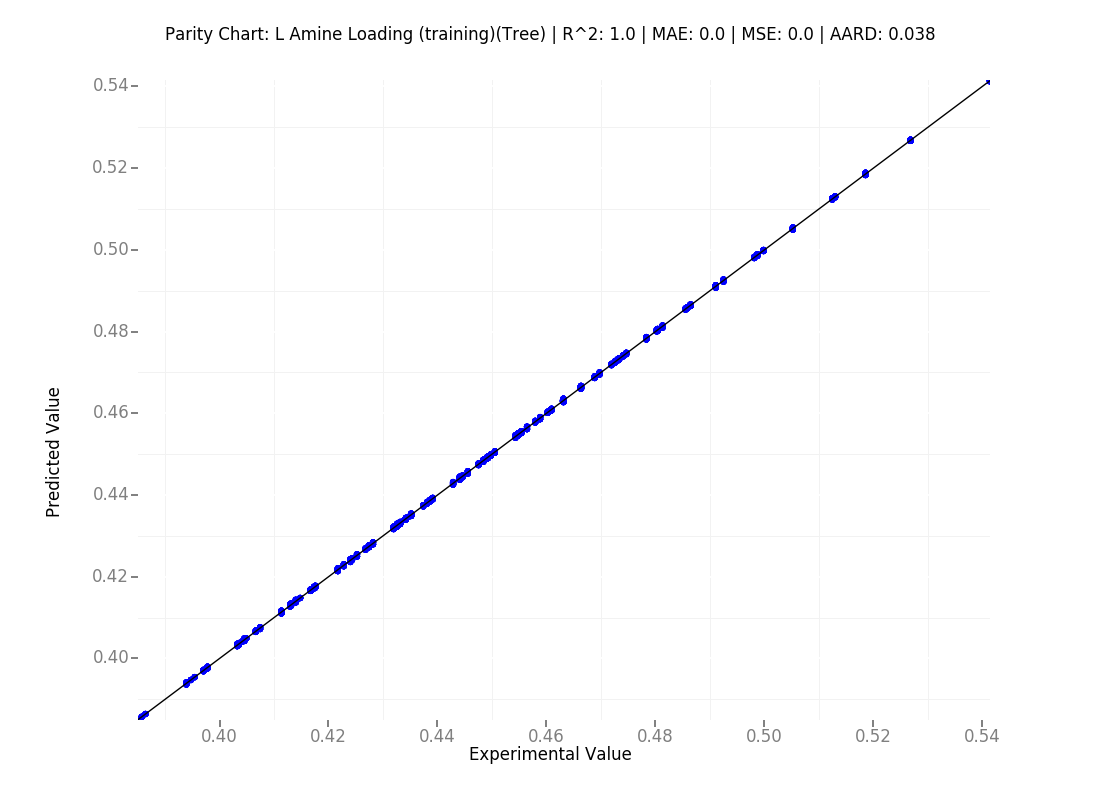 Parity Chart: L Amine Loading (training)(Tree) | R^2: 1.0 | MAE: 0.0 | MSE: 0.0 | AARD: 0.038
0.54
0.52
0.50
0.48
0.46
0.44
0.42
0.40
Predicted Value
0.40 0.42 0.44 0.46 0.48 0.50 0.52 0.54
Experimental Value